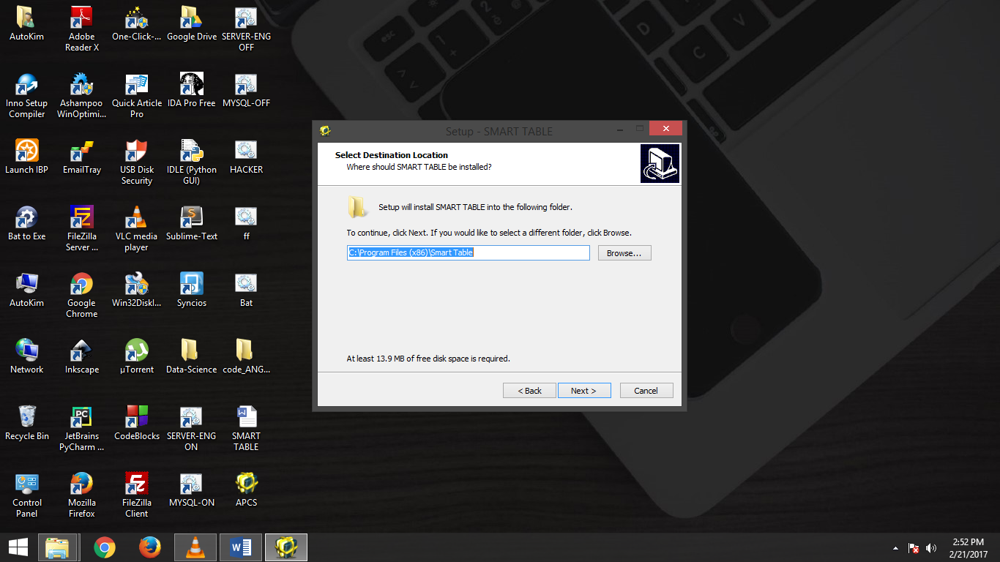 AutoKim
Adobe
Reader X
One-Click-...
Google Drive
SERVER-ENG
OFF
Inno Setup
Compiler
Ashampoo
WinOptimi...
Quick Article
Pro
IDA Pro Free
MYSQL-OFF
Launch IBP
EmailTray
USB Disk
Security
IDLE (Python
GUI)
HACKER
Bat to Exe
FileZilla
Server ...
VLC media
player
Sublime-Text
ff
AutoKim
Google
Chrome
Win32DiskI...
Syncios
Bat
Network
Inkscape
µTorrent
Data-Science
code_ANG...
Recycle Bin
JetBrains
PyCharm ...
CodeBlocks
SERVER-ENG
ON
SMART
TABLE
Control
Panel
Mozilla
Firefox
FileZilla
Client
MYSQL-ON
APCS
Setup - SMART TABLE
Select Destination Location
Where should SMART TABLE be installed?
Setup will install SMART TABLE into the following folder.
To continue, click Next. If you would like to select a different folder, click Browse.
C:\Program Files (x86)\Smart Table
Browse...
At least 13.9 MB of free disk space is required.
< Back
Next >
Cancel
2:52 PM
2/21/2017